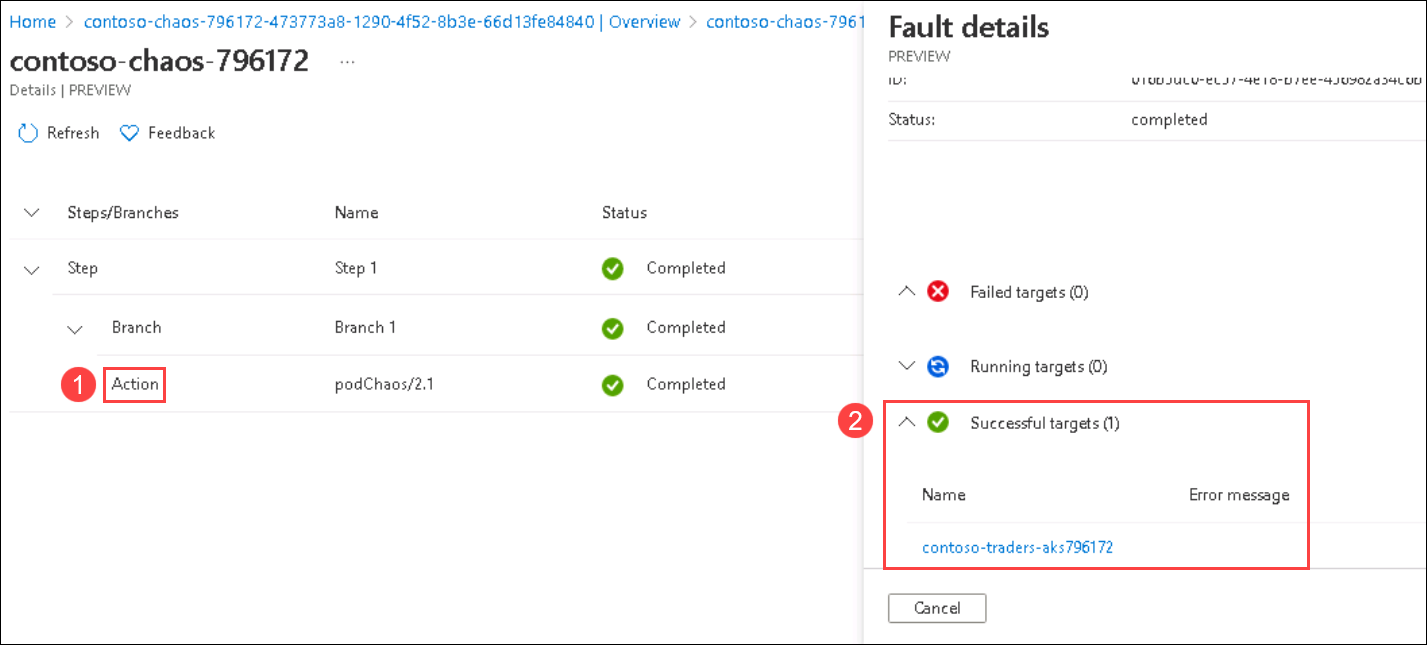 Home > contoso-chaos-796172-473773a8-1290-4f52-8b3e-66d13fe84840 | Overview > contoso-chaos-7961
contoso-chaos-796172 ...
Details | PREVIEW
Refresh Feedback
Steps/Branches Name Status
Step Step 1 Completed
Branch Branch 1 Completed
1 Action podChaos/2.1 Completed
Fault details
PREVIEW
ID:
Status: completed
Failed targets (0)
Running targets (0)
2 Successful targets (1)
Name Error message
contoso-traders-aks796172
Cancel